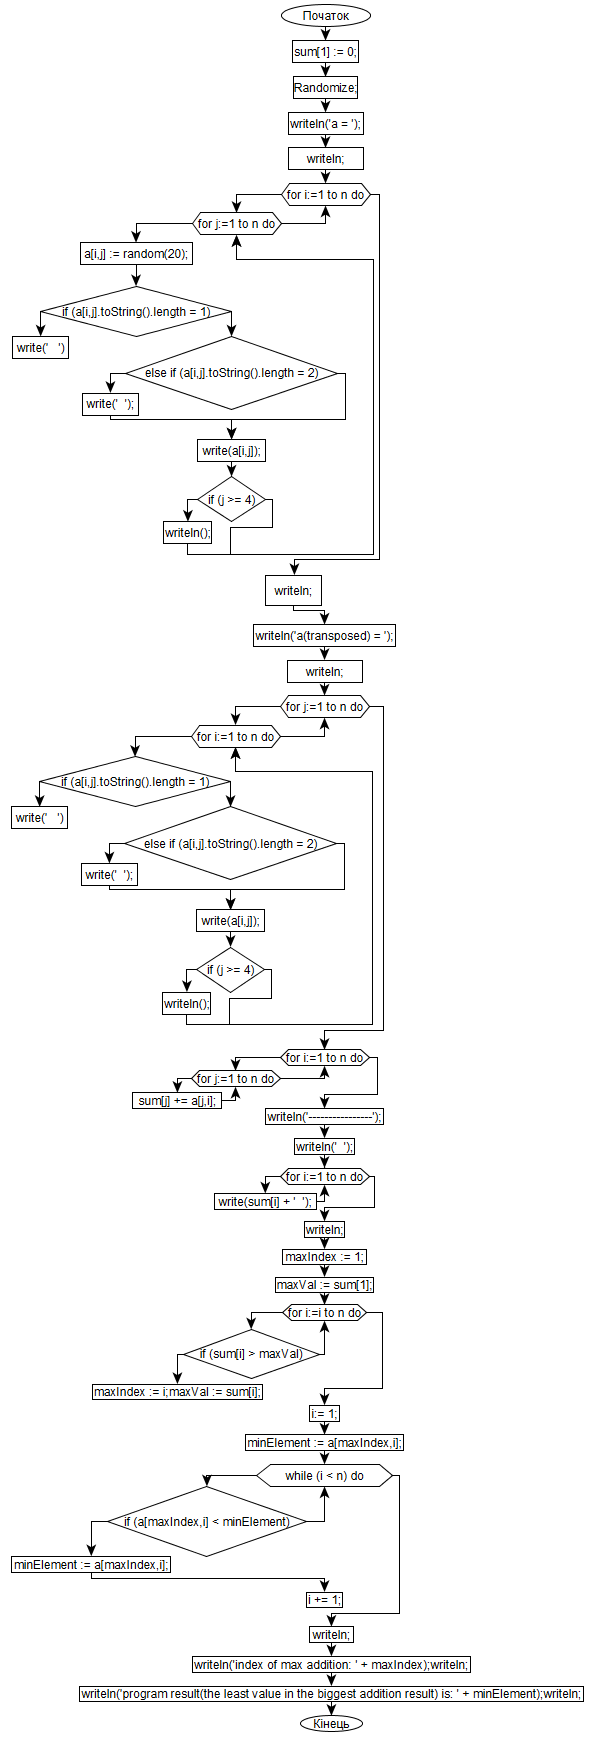 Початок
sum[1] := 0;
Randomize;
writeln('a = ');
writeln;
for i:=1 to n do
for j:=1 to n do
a[i,j] := random(20);
if (a[i,j].toString().length = 1)
write('   ')
else if (a[i,j].toString().length = 2)
write('  ');
write(a[i,j]);
if (j >= 4)
writeln();
writeln;
writeln('a(transposed) = ');
writeln;
for j:=1 to n do
for i:=1 to n do
if (a[i,j].toString().length = 1)
write('   ')
else if (a[i,j].toString().length = 2)
write('  ');
write(a[i,j]);
if (j >= 4)
writeln();
for i:=1 to n do
for j:=1 to n do
sum[j] += a[j,i];
writeln('----------------');
writeln('  ');
for i:=1 to n do
write(sum[i] + '  ');
writeln;
maxIndex := 1;
maxVal := sum[1];
for i:=i to n do
if (sum[i] > maxVal)
maxIndex := i;maxVal := sum[i];
i:= 1;
minElement := a[maxIndex,i];
while (i < n) do
if (a[maxIndex,i] < minElement)
minElement := a[maxIndex,i];
i += 1;
writeln;
writeln('index of max addition: ' + maxIndex);writeln;
writeln('program result(the least value in the biggest addition result) is: ' + minElement);writeln;
Кінець